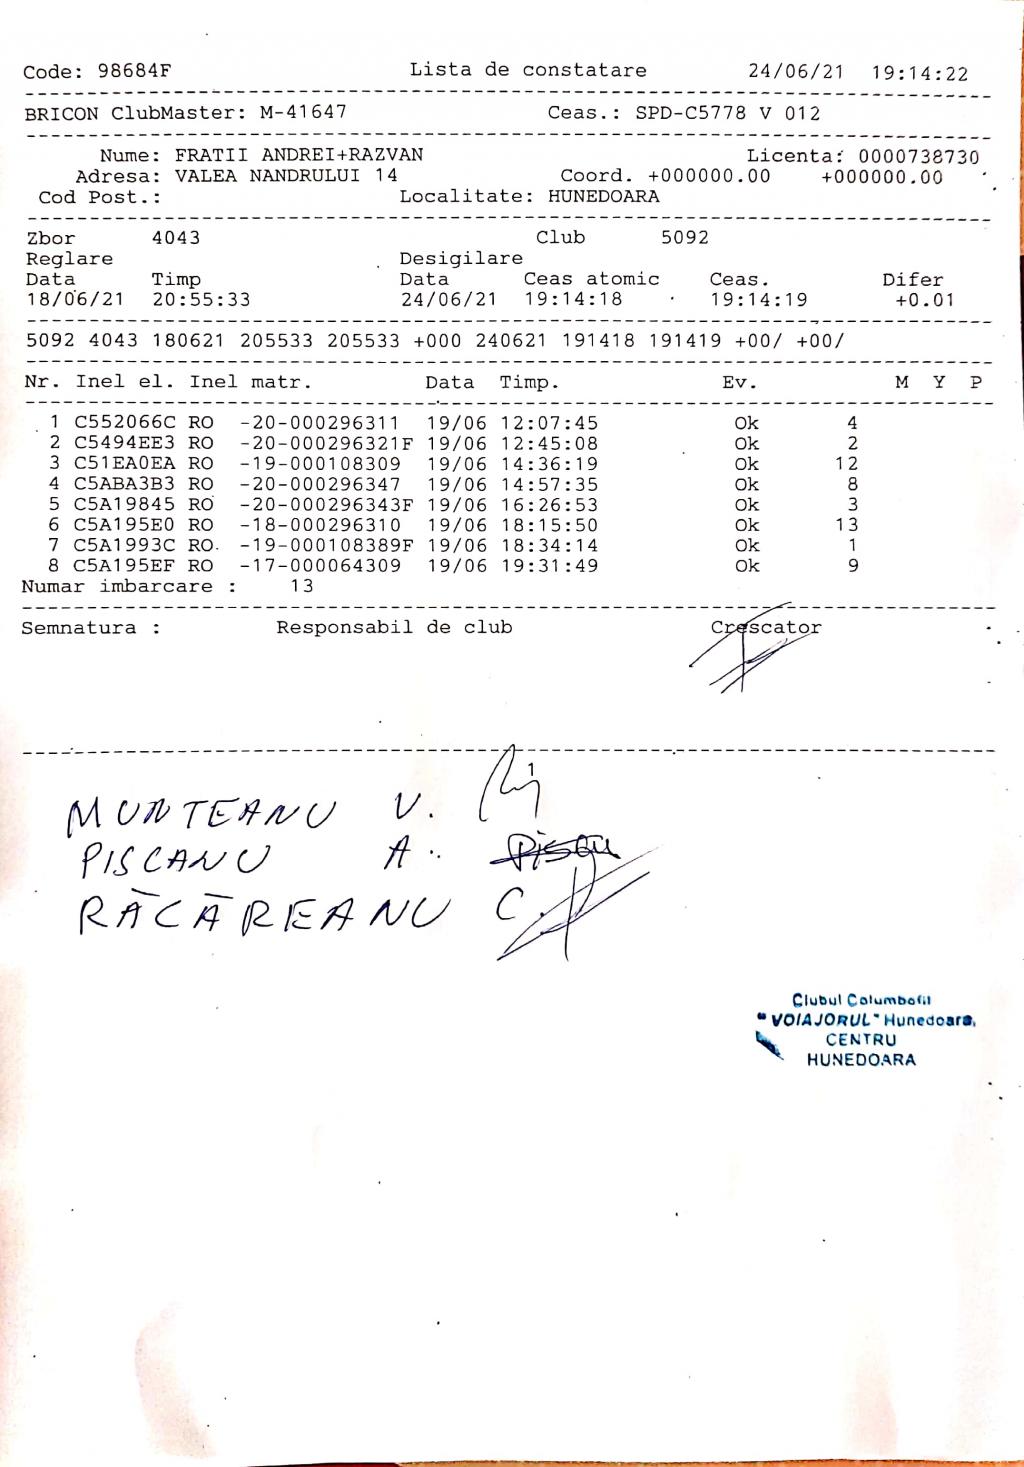 Code: 98684F Lista de constatare 24/06/21 19:14:22
BRICON ClubMaster: M-41647 Ceas.: SPD-C5778 V 012
Nume: FRATII ANDREI+RAZVAN Licenta: 0000738730
Adresa: VALEA NANDRULUI 14 Coord. +000000.00 +000000.00
Cod Post.: Localitate: HUNEDOARA
Zbor 4043 Club 5092
Reglare Desigilare
Data Timp Data Ceas atomic Ceas. Difer
18/06/21 20:55:33 24/06/21 19:14:18 19:14:19 +0.01
5092 4043 180621 205533 205533 +000 240621 191418 191419 +00/ +00/
Nr. Inel el. Inel matr. Data Timp. Ev. M Y P
1 C552066C RO -20-000296311 19/06 12:07:45 Ok 4
2 C5494EE3 RO -20-000296321F 19/06 12:45:08 Ok 2
3 C51EA0EA RO -19-000108309 19/06 14:36:19 Ok 12
4 C5ABA3B3 RO -20-000296347 19/06 14:57:35 Ok 8
5 C5A19845 RO -20-000296343F 19/06 16:26:53 Ok 3
6 C5A195E0 RO -18-000296310 19/06 18:15:50 Ok 13
7 C5A1993C RO -19-000108389F 19/06 18:34:14 Ok 1
8 C5A195EF RO -17-000064309 19/06 19:31:49 Ok 9
Numar imbarcare : 13
Semnatura : Responsabil de club Crescator
1
MUNTEANU V.
PISCANU A.
RĂCĂREANU C.
Clubul Columbofil
"VOIAJORUL" Hunedoara,
CENTRU
HUNEDOARA